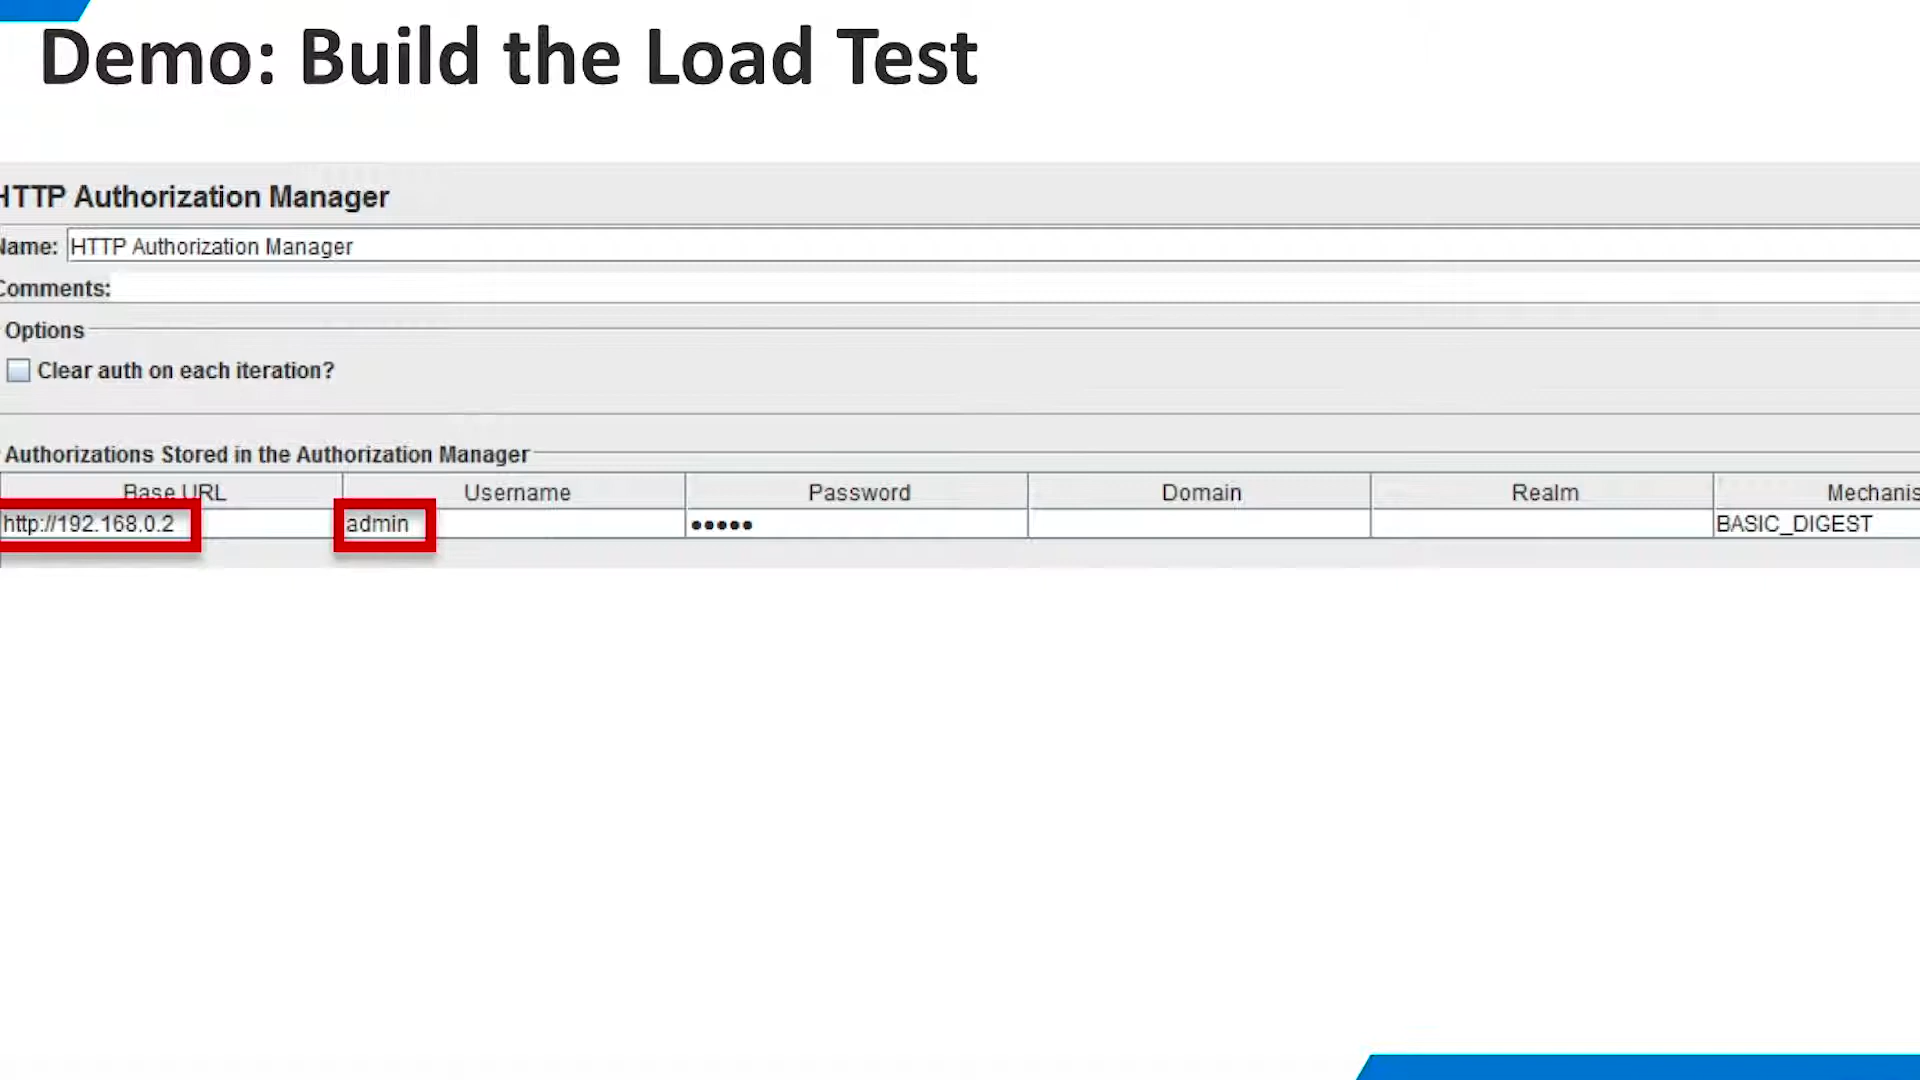 Demo: Build the Load Test
HTTP Authorization Manager
Name: HTTP Authorization Manager
Comments:
Options
Clear auth on each iteration?
Authorizations Stored in the Authorization Manager
Base URL Username Password Domain Realm Mechanis
http://192.168.0.2 admin ●●●●● BASIC_DIGEST